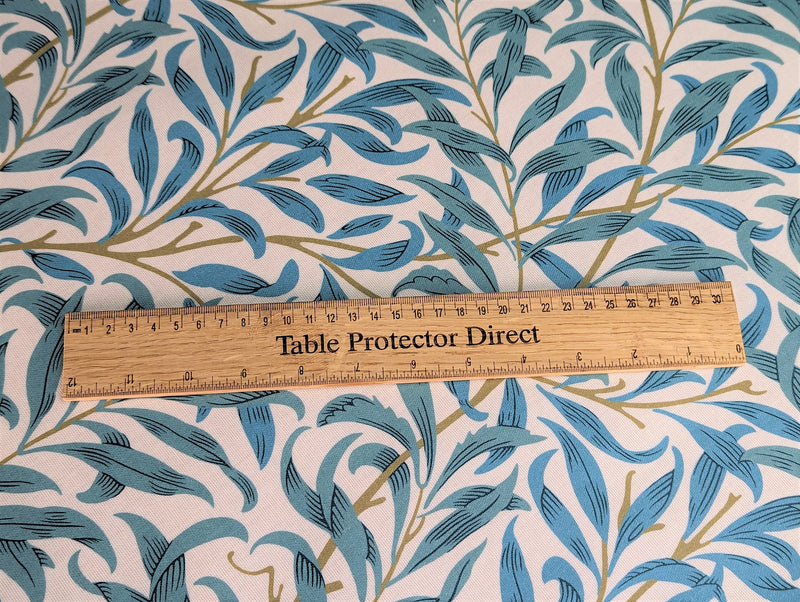 mm 1 2 3 4 5 6 7 8 9 10 11 12 13 14 15 16 17 18 19 20 21 22 23 24 25 26 27 28 29 30
Table Protector Direct
12 11 10 9 8 7 6 5 4 3 2 1 0